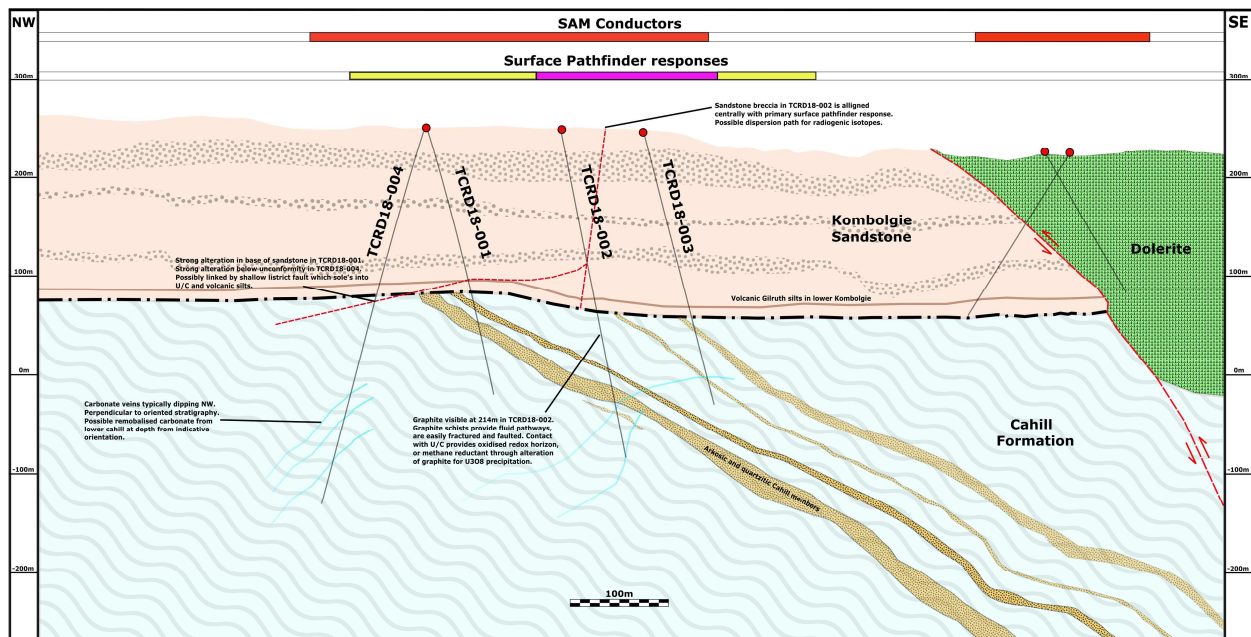 NW
SE
SAM Conductors
Surface Pathfinder responses
300m
300m
Sandstone breccia in TCRD18-002 is alligned
centrally with primary surface pathfinder response.
Possible dispersion path for radiogenic isotopes.
200m
200m
TCRD18-004
TCRD18-001
TCRD18-002
TCRD18-003
Kombolgie
Sandstone
Dolerite
Strong alteration in base of sandstone in TCRD18-001.
Strong alteration below unconformity in TCRD18-004.
Possibly linked by shallow listrict fault which sole's into
U/C and volcanic silts.
100m
100m
Volcanic Gilruth silts in lower Kombolgie
0m
0m
Carbonate veins typically dipping NW.
Perpendicular to oriented stratigraphy.
Possible remobalised carbonate from
lower cahill at depth from indicative
orientation.
Graphite visible at 214m in TCRD18-002.
Graphite schists provide fluid pathways,
are easily fractured and faulted. Contact
with U/C provides oxidised redox horizon,
or methane reductant through alteration
of graphite for U3O8 precipitation.
Cahill
Formation
Arkosic and quartzitic Cahill members
-100m
-100m
-200m
-200m
100m